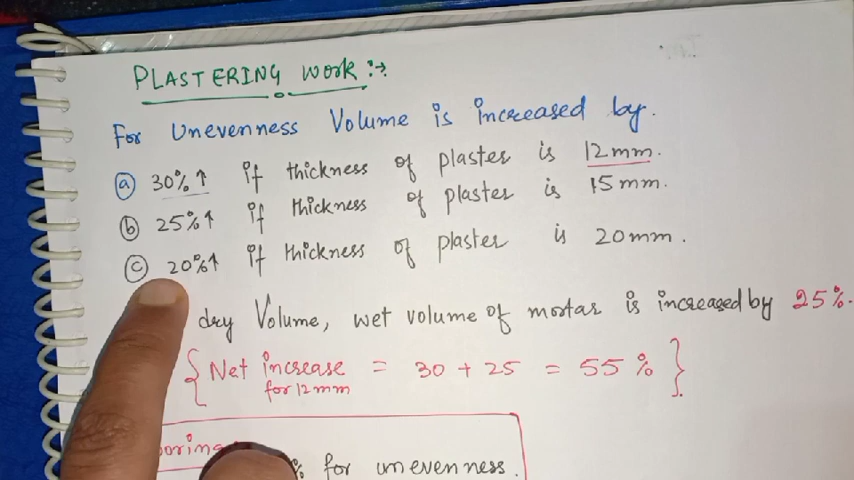 PLASTERING WORK :→
For Unevenness Volume is increased by.
(a) 30%↑ if thickness of plaster is 12mm.
(b) 25%↑ if thickness of plaster is 15mm.
(c) 20%↑ if thickness of plaster is 20mm.
dry Volume, wet volume of mortar is increased by 25%.
{ Net increase = 30 + 25 = 55% }
for 12mm
% for unevenness.